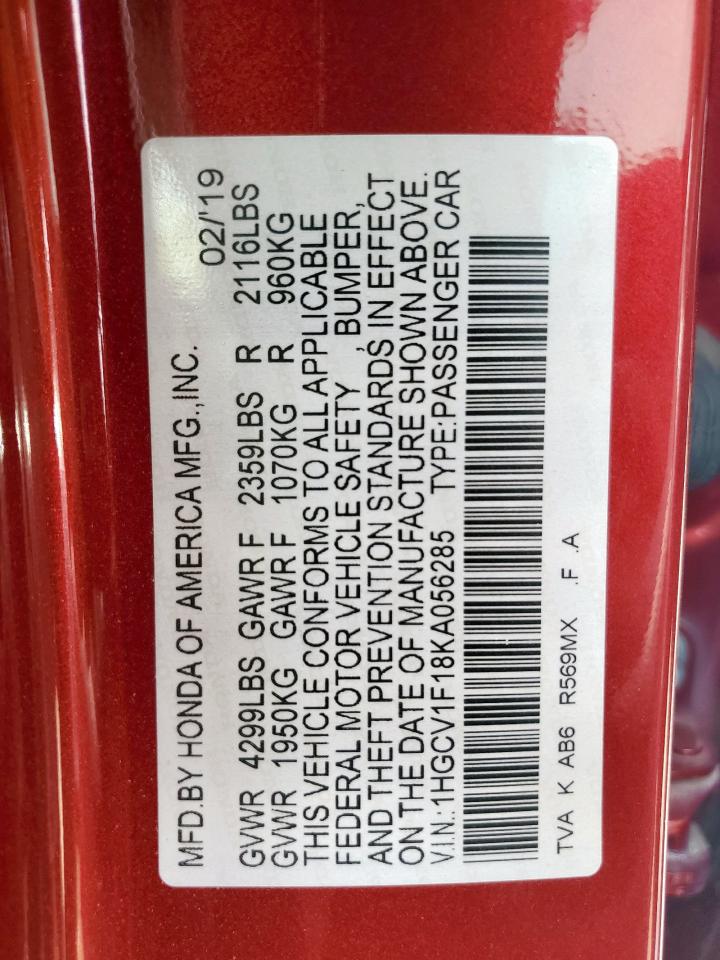 MFD.BY HONDA OF AMERICA MFG.,INC. 02/'19
GVWR 4299LBS GAWR F 2359LBS R 2116LBS
GVWR 1950KG GAWR F 1070KG R 960KG
THIS VEHICLE CONFORMS TO ALL APPLICABLE
FEDERAL MOTOR VEHICLE SAFETY , BUMPER,
AND THEFT PREVENTION STANDARDS IN EFFECT
ON THE DATE OF MANUFACTURE SHOWN ABOVE.
V.I.N.:1HGCV1F18KA056285 TYPE:PASSENGER CAR
TVA K AB6 R569MX .F .A